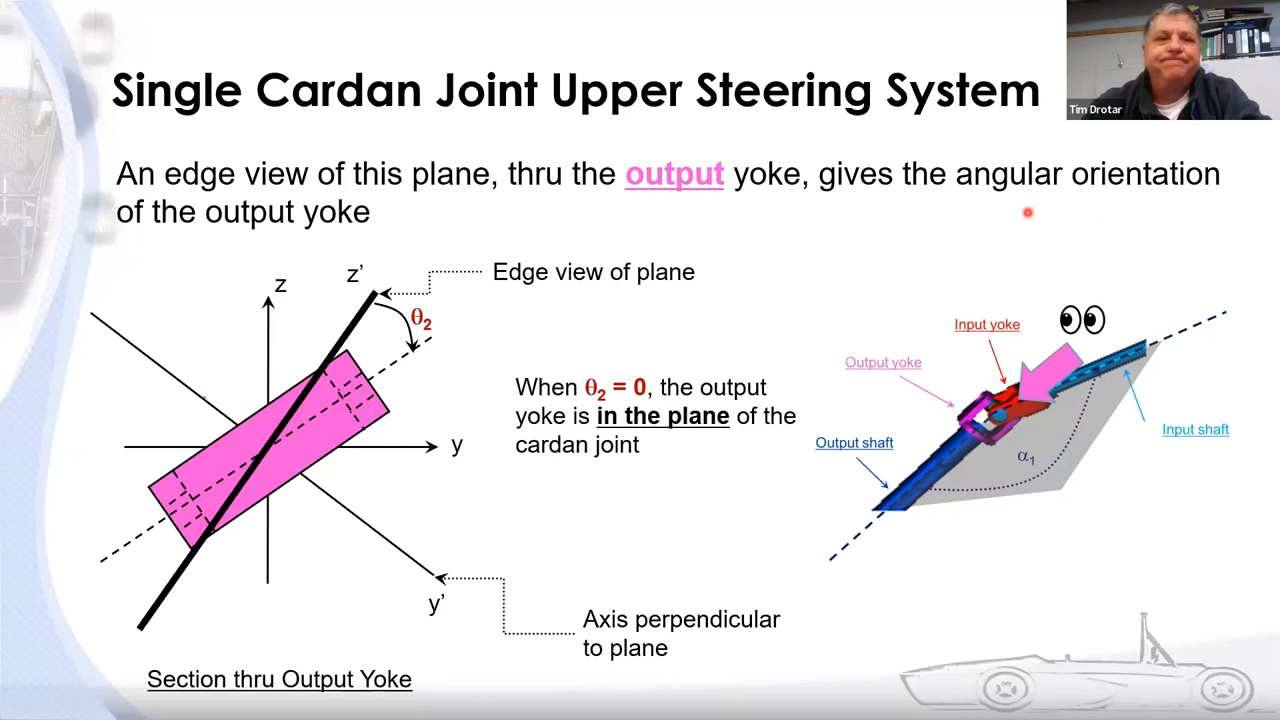 Single Cardan Joint Upper Steering System
Tim Drotar
An edge view of this plane, thru the output yoke, gives the angular orientation
of the output yoke
z
z’
Edge view of plane
θ2
y
y’
Axis perpendicular
to plane
Section thru Output Yoke
When θ2 = 0, the output
yoke is in the plane of the
cardan joint
Input yoke
Output yoke
Output shaft
Input shaft
α1